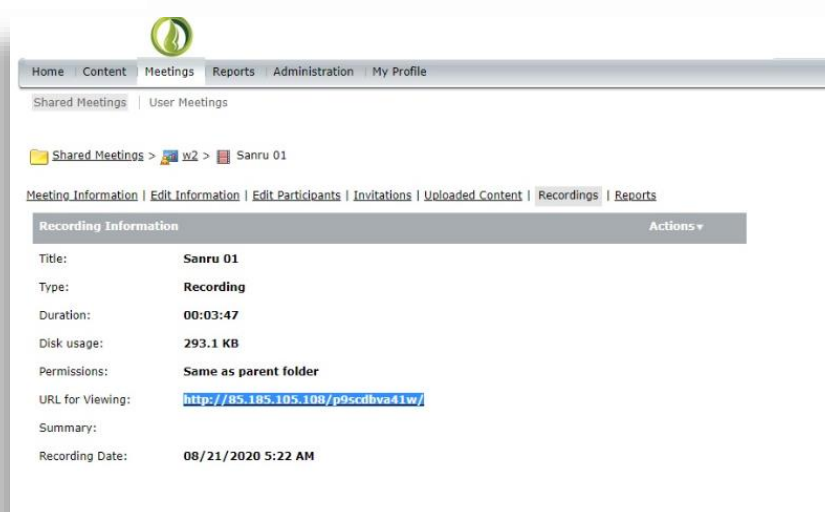 Home Content Meetings Reports Administration My Profile
Shared Meetings | User Meetings
Shared Meetings > w2 > Sanru 01
Meeting Information | Edit Information | Edit Participants | Invitations | Uploaded Content | Recordings | Reports
Recording Information Actions
Title: Sanru 01
Type: Recording
Duration: 00:03:47
Disk usage: 293.1 KB
Permissions: Same as parent folder
URL for Viewing: http://85.185.105.108/p9scdbva41w/
Summary:
Recording Date: 08/21/2020 5:22 AM